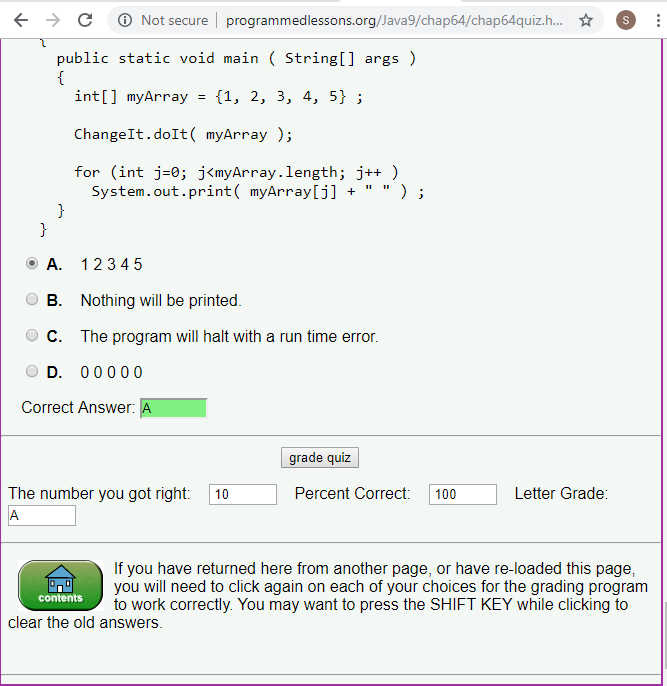 Not secure | programmedlessons.org/Java9/chap64/chap64quiz.h...
S
{
public static void main ( String[] args )
{
int[] myArray = {1, 2, 3, 4, 5} ;
ChangeIt.doIt( myArray );
for (int j=0; j<myArray.length; j++ )
System.out.print( myArray[j] + " " ) ;
}
}
A. 1 2 3 4 5
B. Nothing will be printed.
C. The program will halt with a run time error.
D. 0 0 0 0 0
Correct Answer: A
grade quiz
The number you got right: 10 Percent Correct: 100 Letter Grade:
A
contents
If you have returned here from another page, or have re-loaded this page,
you will need to click again on each of your choices for the grading program
to work correctly. You may want to press the SHIFT KEY while clicking to
clear the old answers.